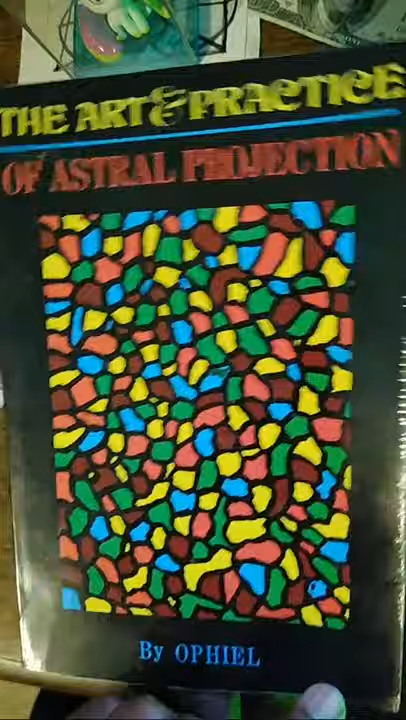 THE ART & PRACTICE
OF ASTRAL PROJECTION
By OPHIEL